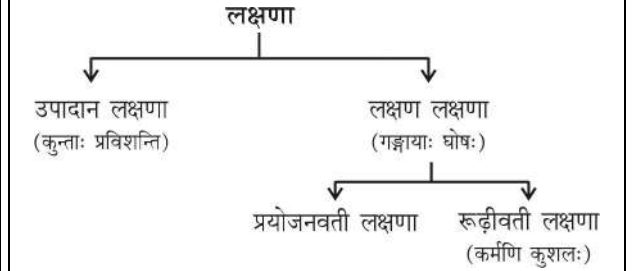 लक्षणा
उपादान लक्षणा
(कुन्ताः प्रविशन्ति)
लक्षण लक्षणा
(गङ्गायाः घोषः)
प्रयोजनवती लक्षणा
रूढ़ीवती लक्षणा
(कर्मणि कुशलः)